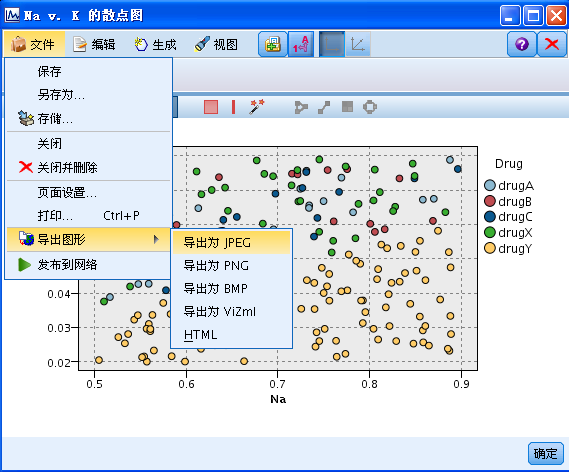 Na v. K 的散点图
文件 编辑 生成 视图
保存
另存为...
存储...
关闭
关闭并删除
页面设置...
打印... Ctrl+P
导出图形
发布到网络
导出为 JPEG
导出为 PNG
导出为 BMP
导出为 ViZml
HTML
Drug
drugA
drugB
drugC
drugX
drugY
0.04
0.03
0.02
0.5 0.6 0.7 0.8 0.9
Na
确定